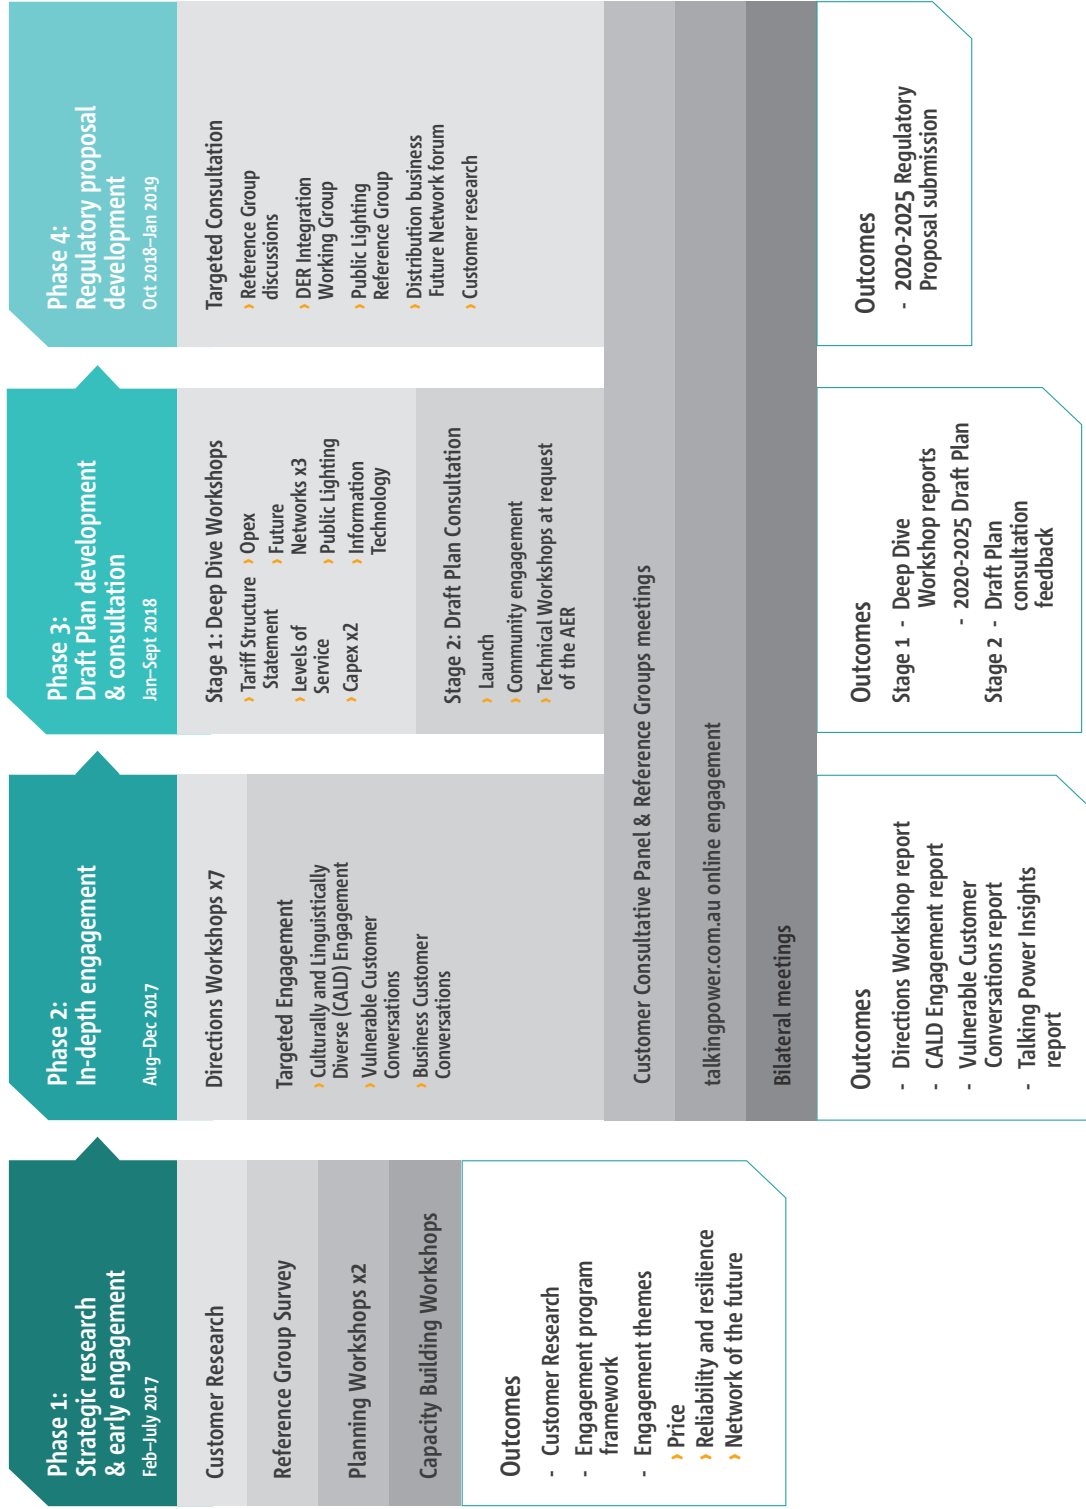 Phase 1:
Strategic research
& early engagement
Feb–July 2017
Customer Research
Reference Group Survey
Planning Workshops x2
Capacity Building Workshops
Outcomes
- Customer Research
- Engagement program
framework
- Engagement themes
› Price
› Reliability and resilience
› Network of the future
Phase 2:
In-depth engagement
Aug–Dec 2017
Directions Workshops x7
Targeted Engagement
› Culturally and Linguistically
Diverse (CALD) Engagement
› Vulnerable Customer
Conversations
› Business Customer
Conversations
Phase 3:
Draft Plan development
& consultation
Jan–Sept 2018
Stage 1: Deep Dive Workshops
› Tariff Structure
Statement
› Levels of
Service
› Capex x2
› Opex
› Future
Networks x3
› Public Lighting
› Information
Technology
Stage 2: Draft Plan Consultation
› Launch
› Community engagement
› Technical Workshops at request
of the AER
Phase 4:
Regulatory proposal
development
Oct 2018–Jan 2019
Targeted Consultation
› Reference Group
discussions
› DER Integration
Working Group
› Public Lighting
Reference Group
› Distribution business
Future Network forum
› Customer research
Customer Consultative Panel & Reference Groups meetings
talkingpower.com.au online engagement
Bilateral meetings
Outcomes
- Directions Workshop report
- CALD Engagement report
- Vulnerable Customer
Conversations report
- Talking Power Insights
report
Outcomes
Stage 1 - Deep Dive
Workshop reports
- 2020-2025 Draft Plan
Stage 2 - Draft Plan
consultation
feedback
Outcomes
- 2020-2025 Regulatory
Proposal submission